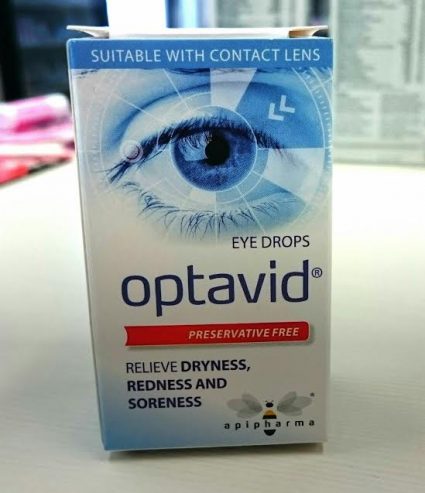 SUITABLE WITH CONTACT LENS
EYE DROPS
optavid®
PRESERVATIVE FREE
RELIEVE DRYNESS,
REDNESS AND
SORENESS
®
apipharma